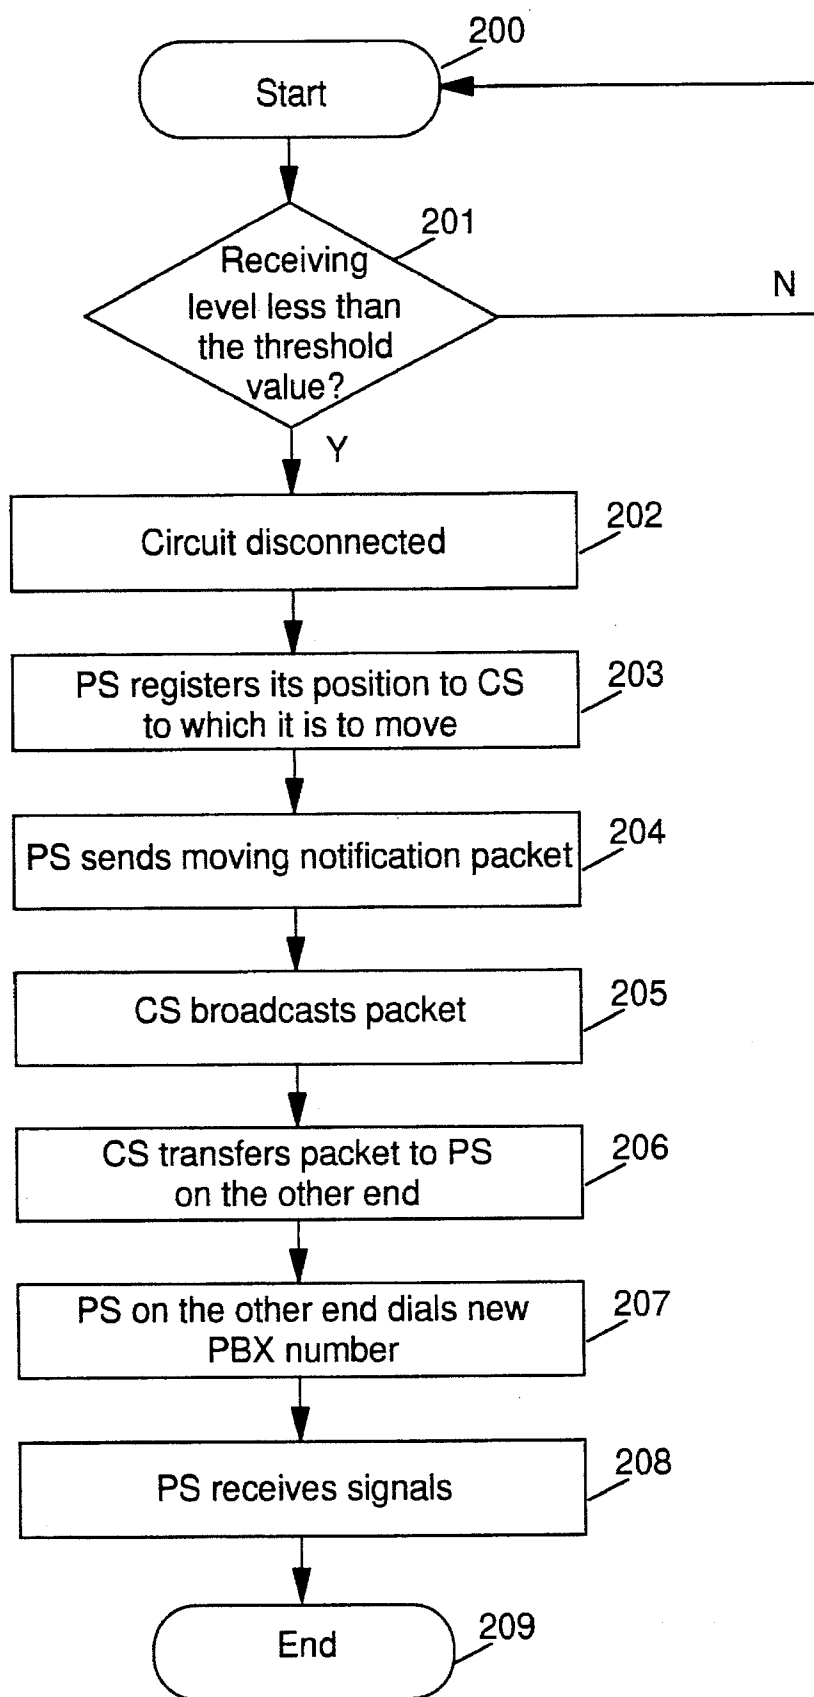 200
Start
201
Receiving
level less than
the threshold
value?
N
Y
202
Circuit disconnected
203
PS registers its position to CS
to which it is to move
204
PS sends moving notification packet
205
CS broadcasts packet
206
CS transfers packet to PS
on the other end
207
PS on the other end dials new
PBX number
208
PS receives signals
End
209